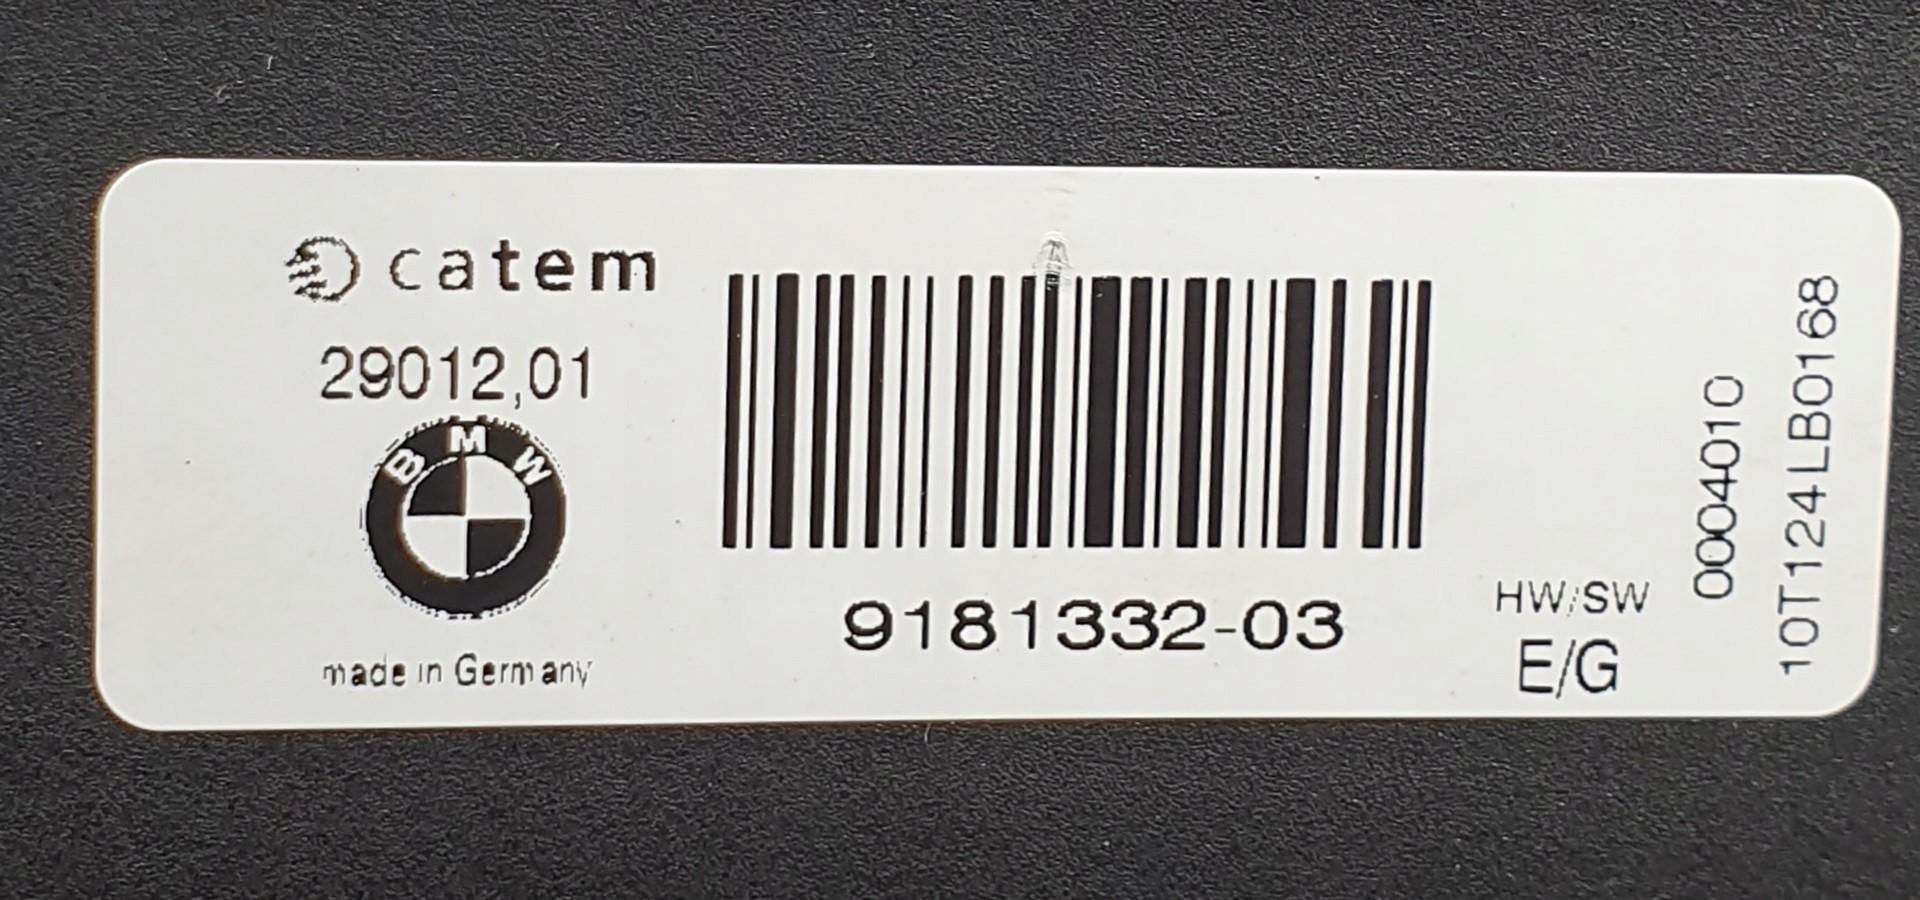 catem
29012,01
BMW
made in Germany
9181332-03
HW/SW
E/G
0004010
10T124LB0168